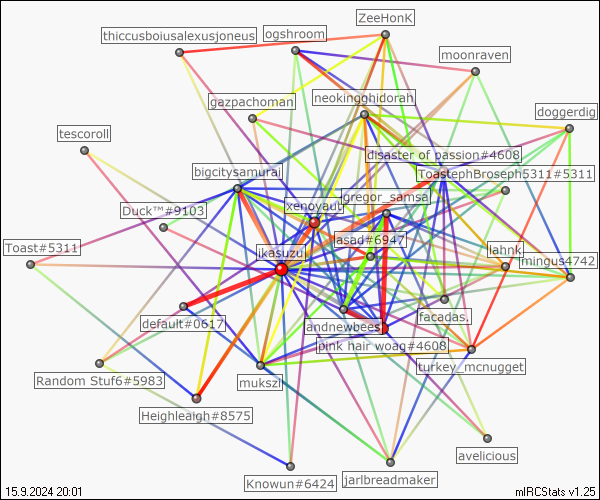 ZeeHonK
thiccusboiusalexusjoneus
ogshroom
moonraven
neokingghidorah
gazpachoman
doggerdig
tescoroll
disaster of passion#4608
bigcitysamurai
ToastephBroseph5311#5311
gregor_samsa
xenoyaut
Duck™#9103
asad#6947
Toast#5311
ikasuzu
lahnk
mingus4742
default#0617
andnewbees
facadas.
pink hair woag#4608
turkey_mcnugget
Random Stuf6#5983
mukszi
Heighleaigh#8575
avelicious
Knowun#6424
jarlbreadmaker
15.9.2024 20:01
mIRCStats v1.25